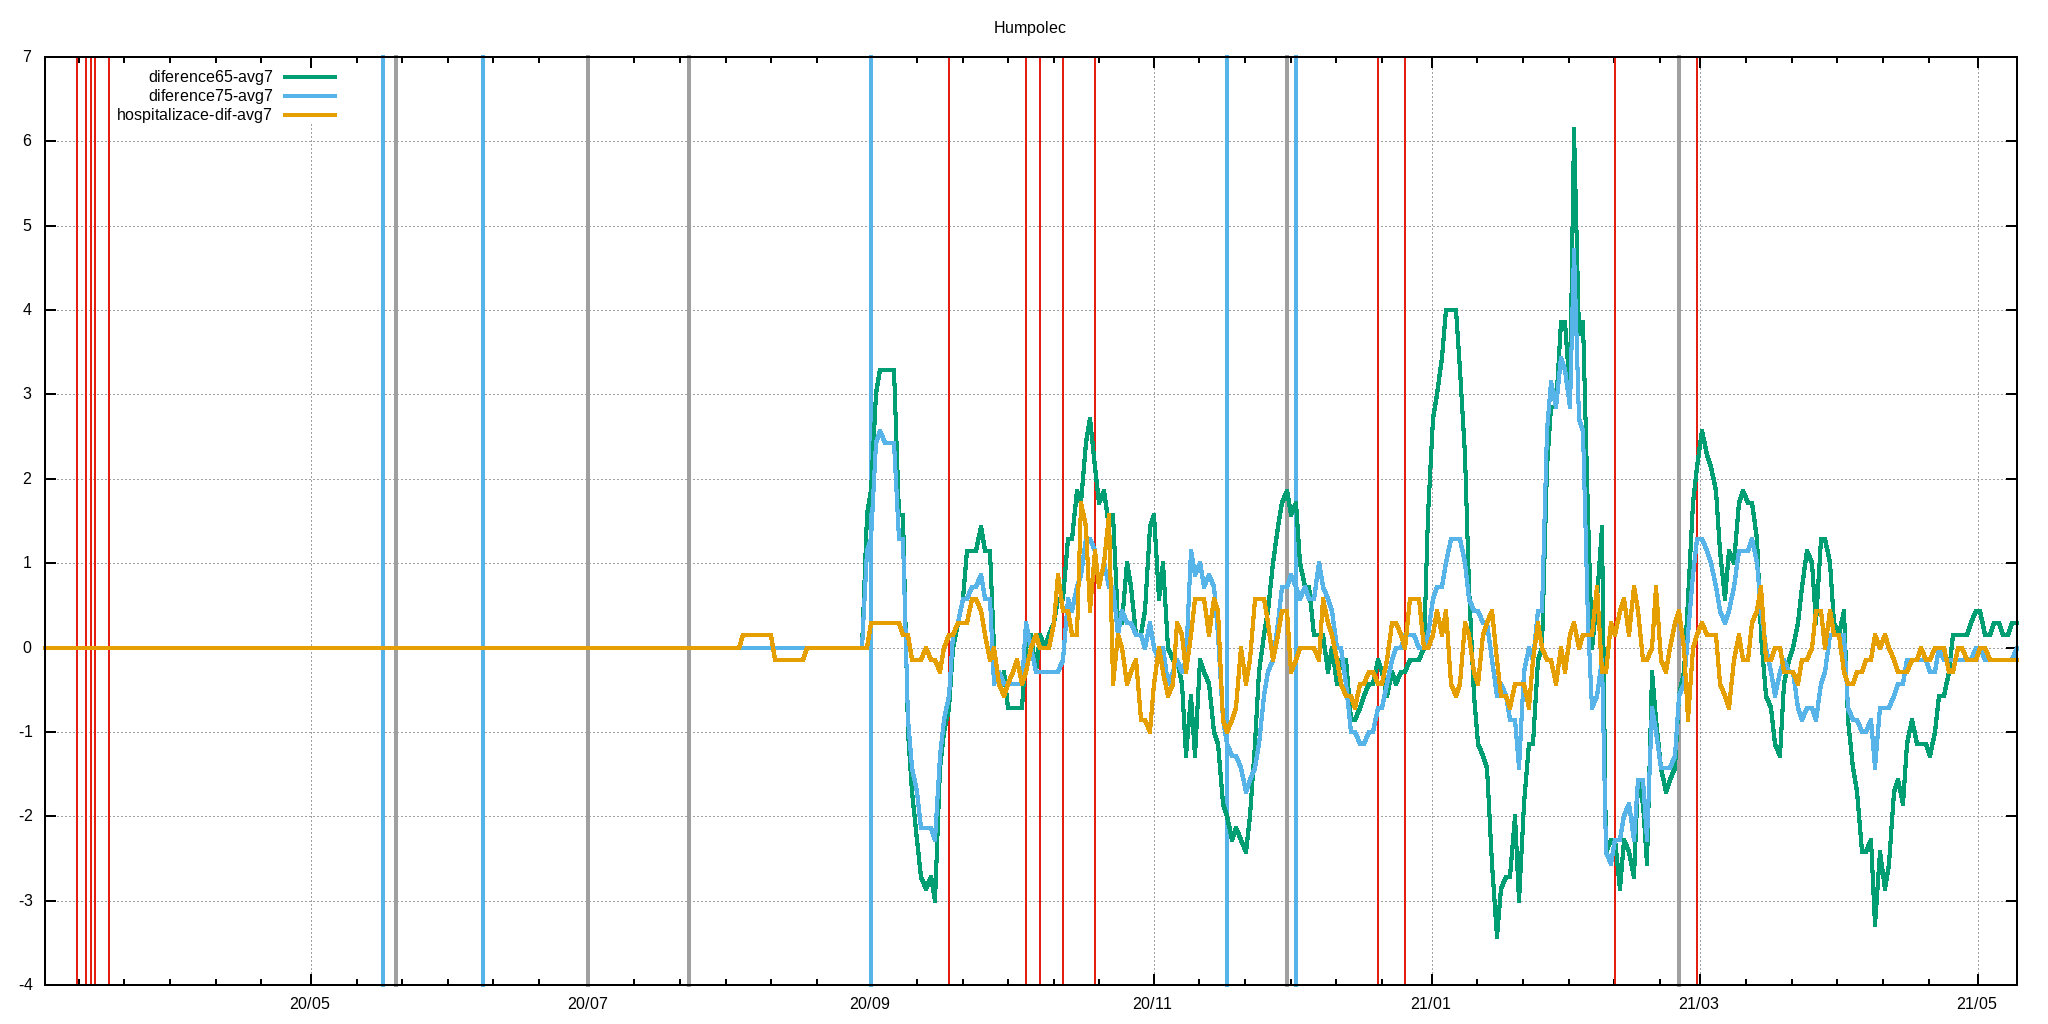 Humpolec
7
diference65-avg7
diference75-avg7
hospitalizace-dif-avg7
6
5
4
3
2
1
0
-1
-2
-3
-4
20/05 20/07 20/09 20/11 21/01 21/03 21/05